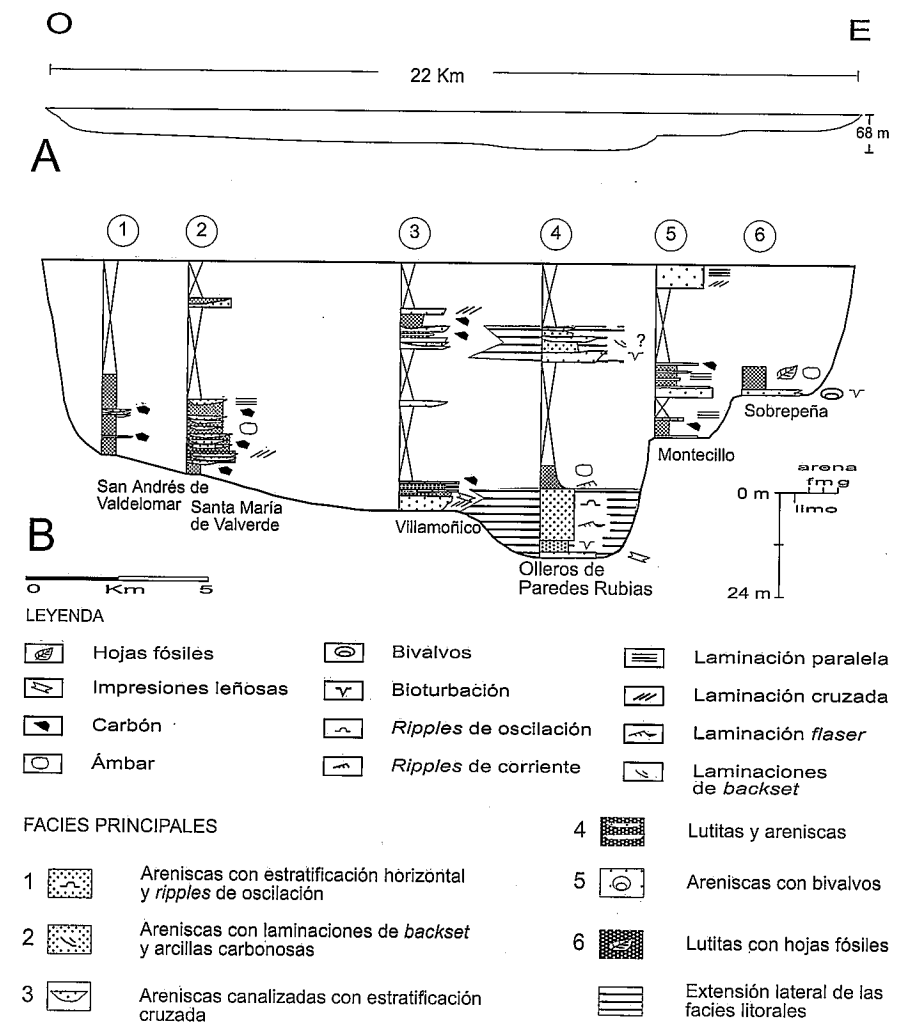 O
E
22 Km
68 m
A
1 2 3 4 5 6
?
Sobrepeña
Montecillo
San Andrés de
Valdelomar
Santa María
de Valverde
Villamoñico
Olleros de
Paredes Rubias
arena
f m g
0 m
limo
24 m
B
0 Km 5
LEYENDA
Hojas fósiles
Impresiones leñosas
Carbón
Ámbar
Bivalvos
Bioturbación
Ripples de oscilación
Ripples de corriente
Laminación paralela
Laminación cruzada
Laminación flaser
Laminaciones
de backset
FACIES PRINCIPALES
1 Areniscas con estratificación horizontal
y ripples de oscilación
2 Areniscas con laminaciones de backset
y arcillas carbonosas
3 Areniscas canalizadas con estratificación
cruzada
4 Lutitas y areniscas
5 Areniscas con bivalvos
6 Lutitas con hojas fósiles
Extensión lateral de las
facies litorales